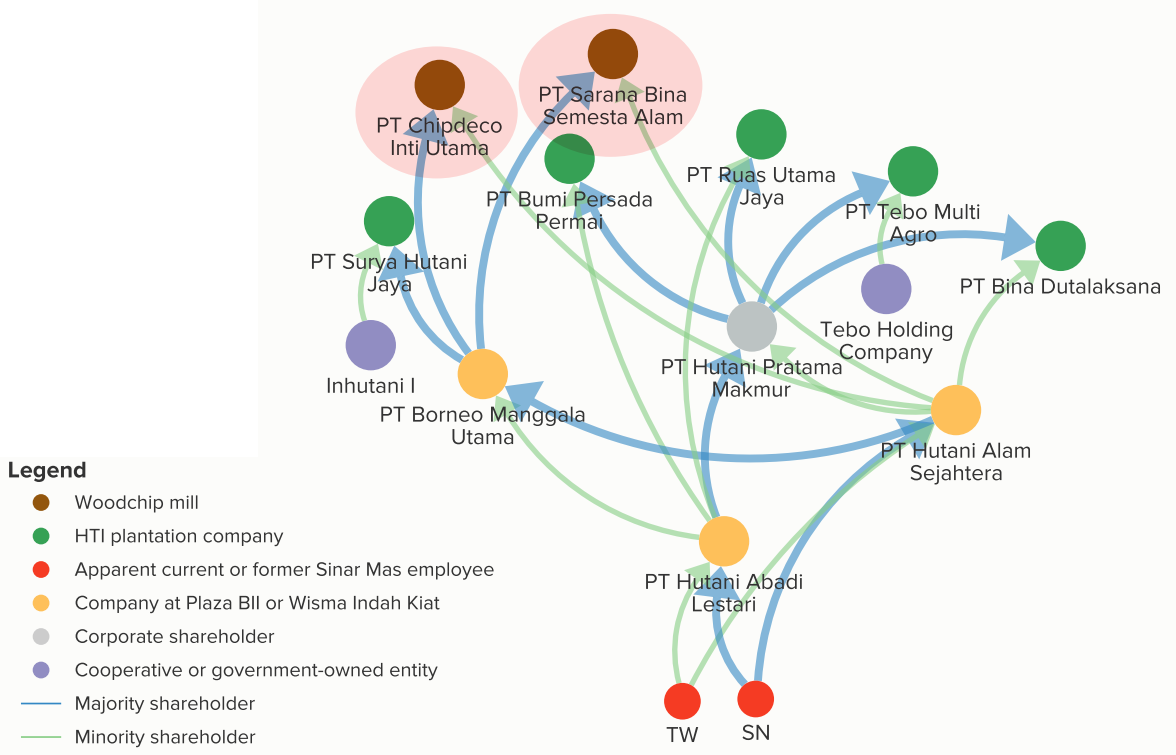 PT Sarana Bina
Semesta Alam
PT Chipdeco
Inti Utama
PT Ruas Utama
Jaya
PT Bumi Persada
Permai
PT Tebo Multi
Agro
PT Surya Hutani
Jaya
PT Bina Dutalaksana
Tebo Holding
Company
PT Hutani Pratama
Makmur
Inhutani I
PT Borneo Manggala
Utama
PT Hutani Alam
Sejahtera
PT Hutani Abadi
Lestari
TW
SN
Legend
Woodchip mill
HTI plantation company
Apparent current or former Sinar Mas employee
Company at Plaza BII or Wisma Indah Kiat
Corporate shareholder
Cooperative or government-owned entity
Majority shareholder
Minority shareholder